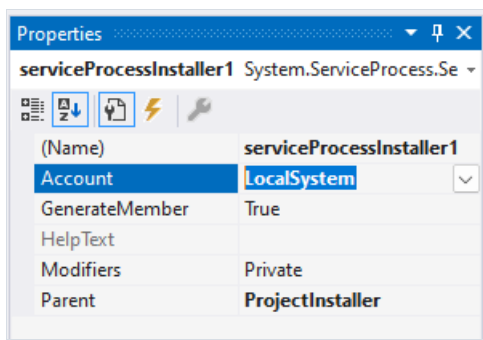 Properties
serviceProcessInstaller1 System.ServiceProcess.Se
(Name) serviceProcessInstaller1
Account LocalSystem
GenerateMember True
HelpText
Modifiers Private
Parent ProjectInstaller